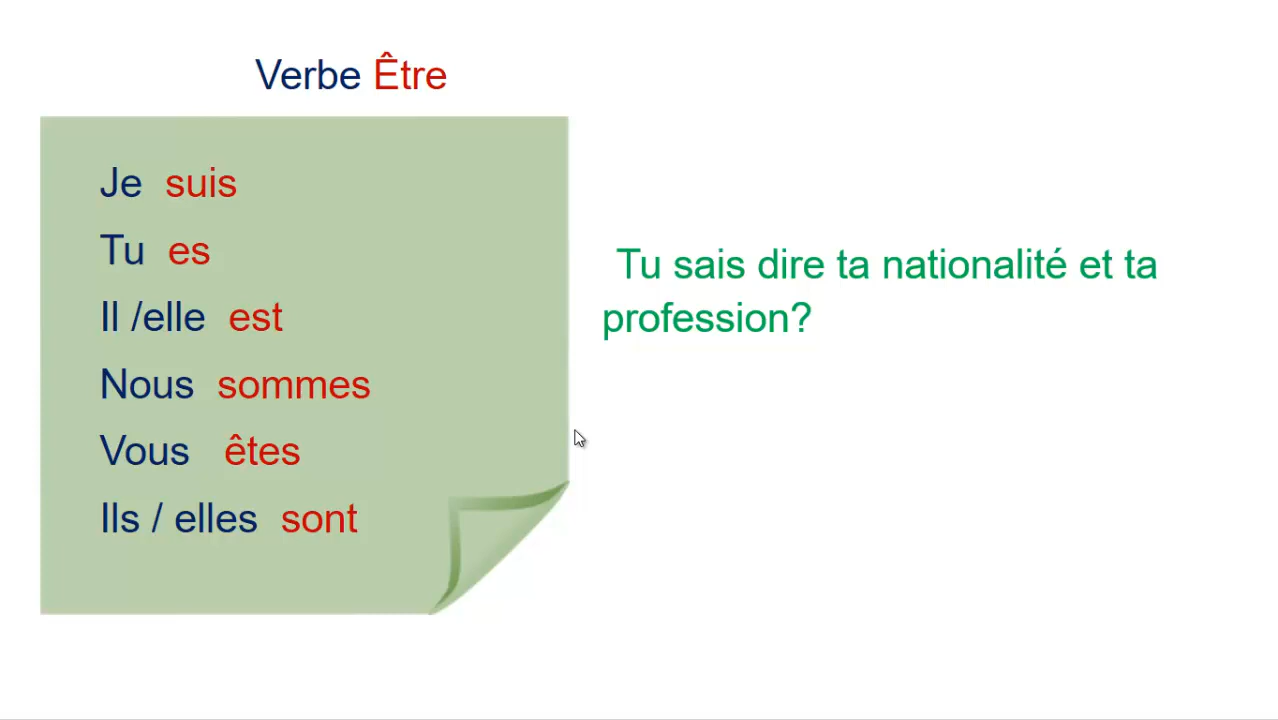 Verbe Être
Je suis
Tu es
Il /elle est
Nous sommes
Vous êtes
Ils / elles sont
Tu sais dire ta nationalité et ta
profession?